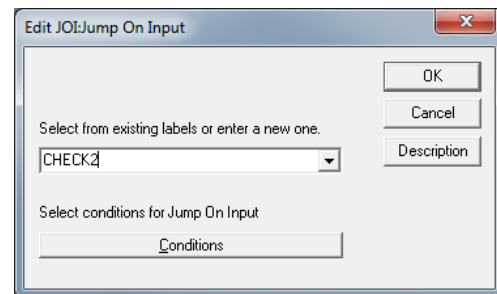 Edit JOI:Jump On Input
OK
Cancel
Select from existing labels or enter a new one.
CHECK2
Description
Select conditions for Jump On Input
Conditions